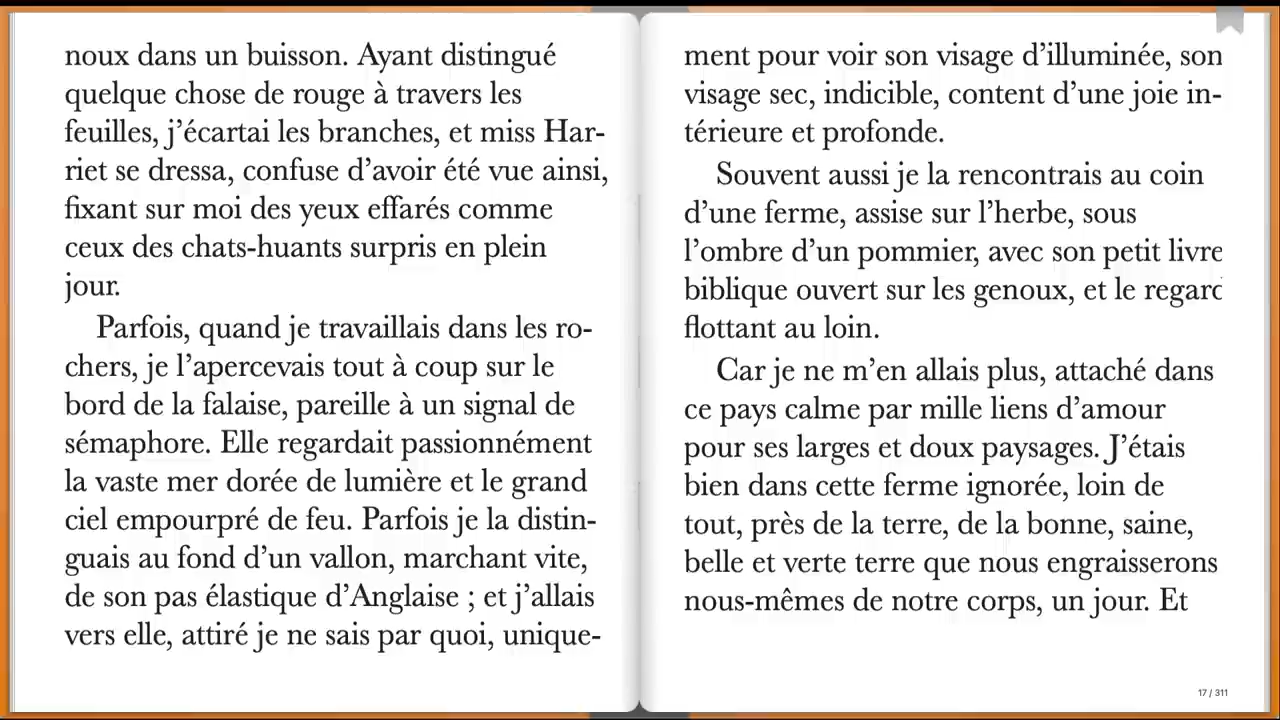 noux dans un buisson. Ayant distingué
quelque chose de rouge à travers les
feuilles, j’écartai les branches, et miss Har-
riet se dressa, confuse d’avoir été vue ainsi,
fixant sur moi des yeux effarés comme
ceux des chats-huants surpris en plein
jour.
Parfois, quand je travaillais dans les ro-
chers, je l’apercevais tout à coup sur le
bord de la falaise, pareille à un signal de
sémaphore. Elle regardait passionnément
la vaste mer dorée de lumière et le grand
ciel empourpré de feu. Parfois je la distin-
guais au fond d’un vallon, marchant vite,
de son pas élastique d’Anglaise ; et j’allais
vers elle, attiré je ne sais par quoi, unique-
ment pour voir son visage d’illuminée, son
visage sec, indicible, content d’une joie in-
térieure et profonde.
Souvent aussi je la rencontrais au coin
d’une ferme, assise sur l’herbe, sous
l’ombre d’un pommier, avec son petit livre
biblique ouvert sur les genoux, et le regard
flottant au loin.
Car je ne m’en allais plus, attaché dans
ce pays calme par mille liens d’amour
pour ses larges et doux paysages. J’étais
bien dans cette ferme ignorée, loin de
tout, près de la terre, de la bonne, saine,
belle et verte terre que nous engraisserons
nous-mêmes de notre corps, un jour. Et
17 / 311